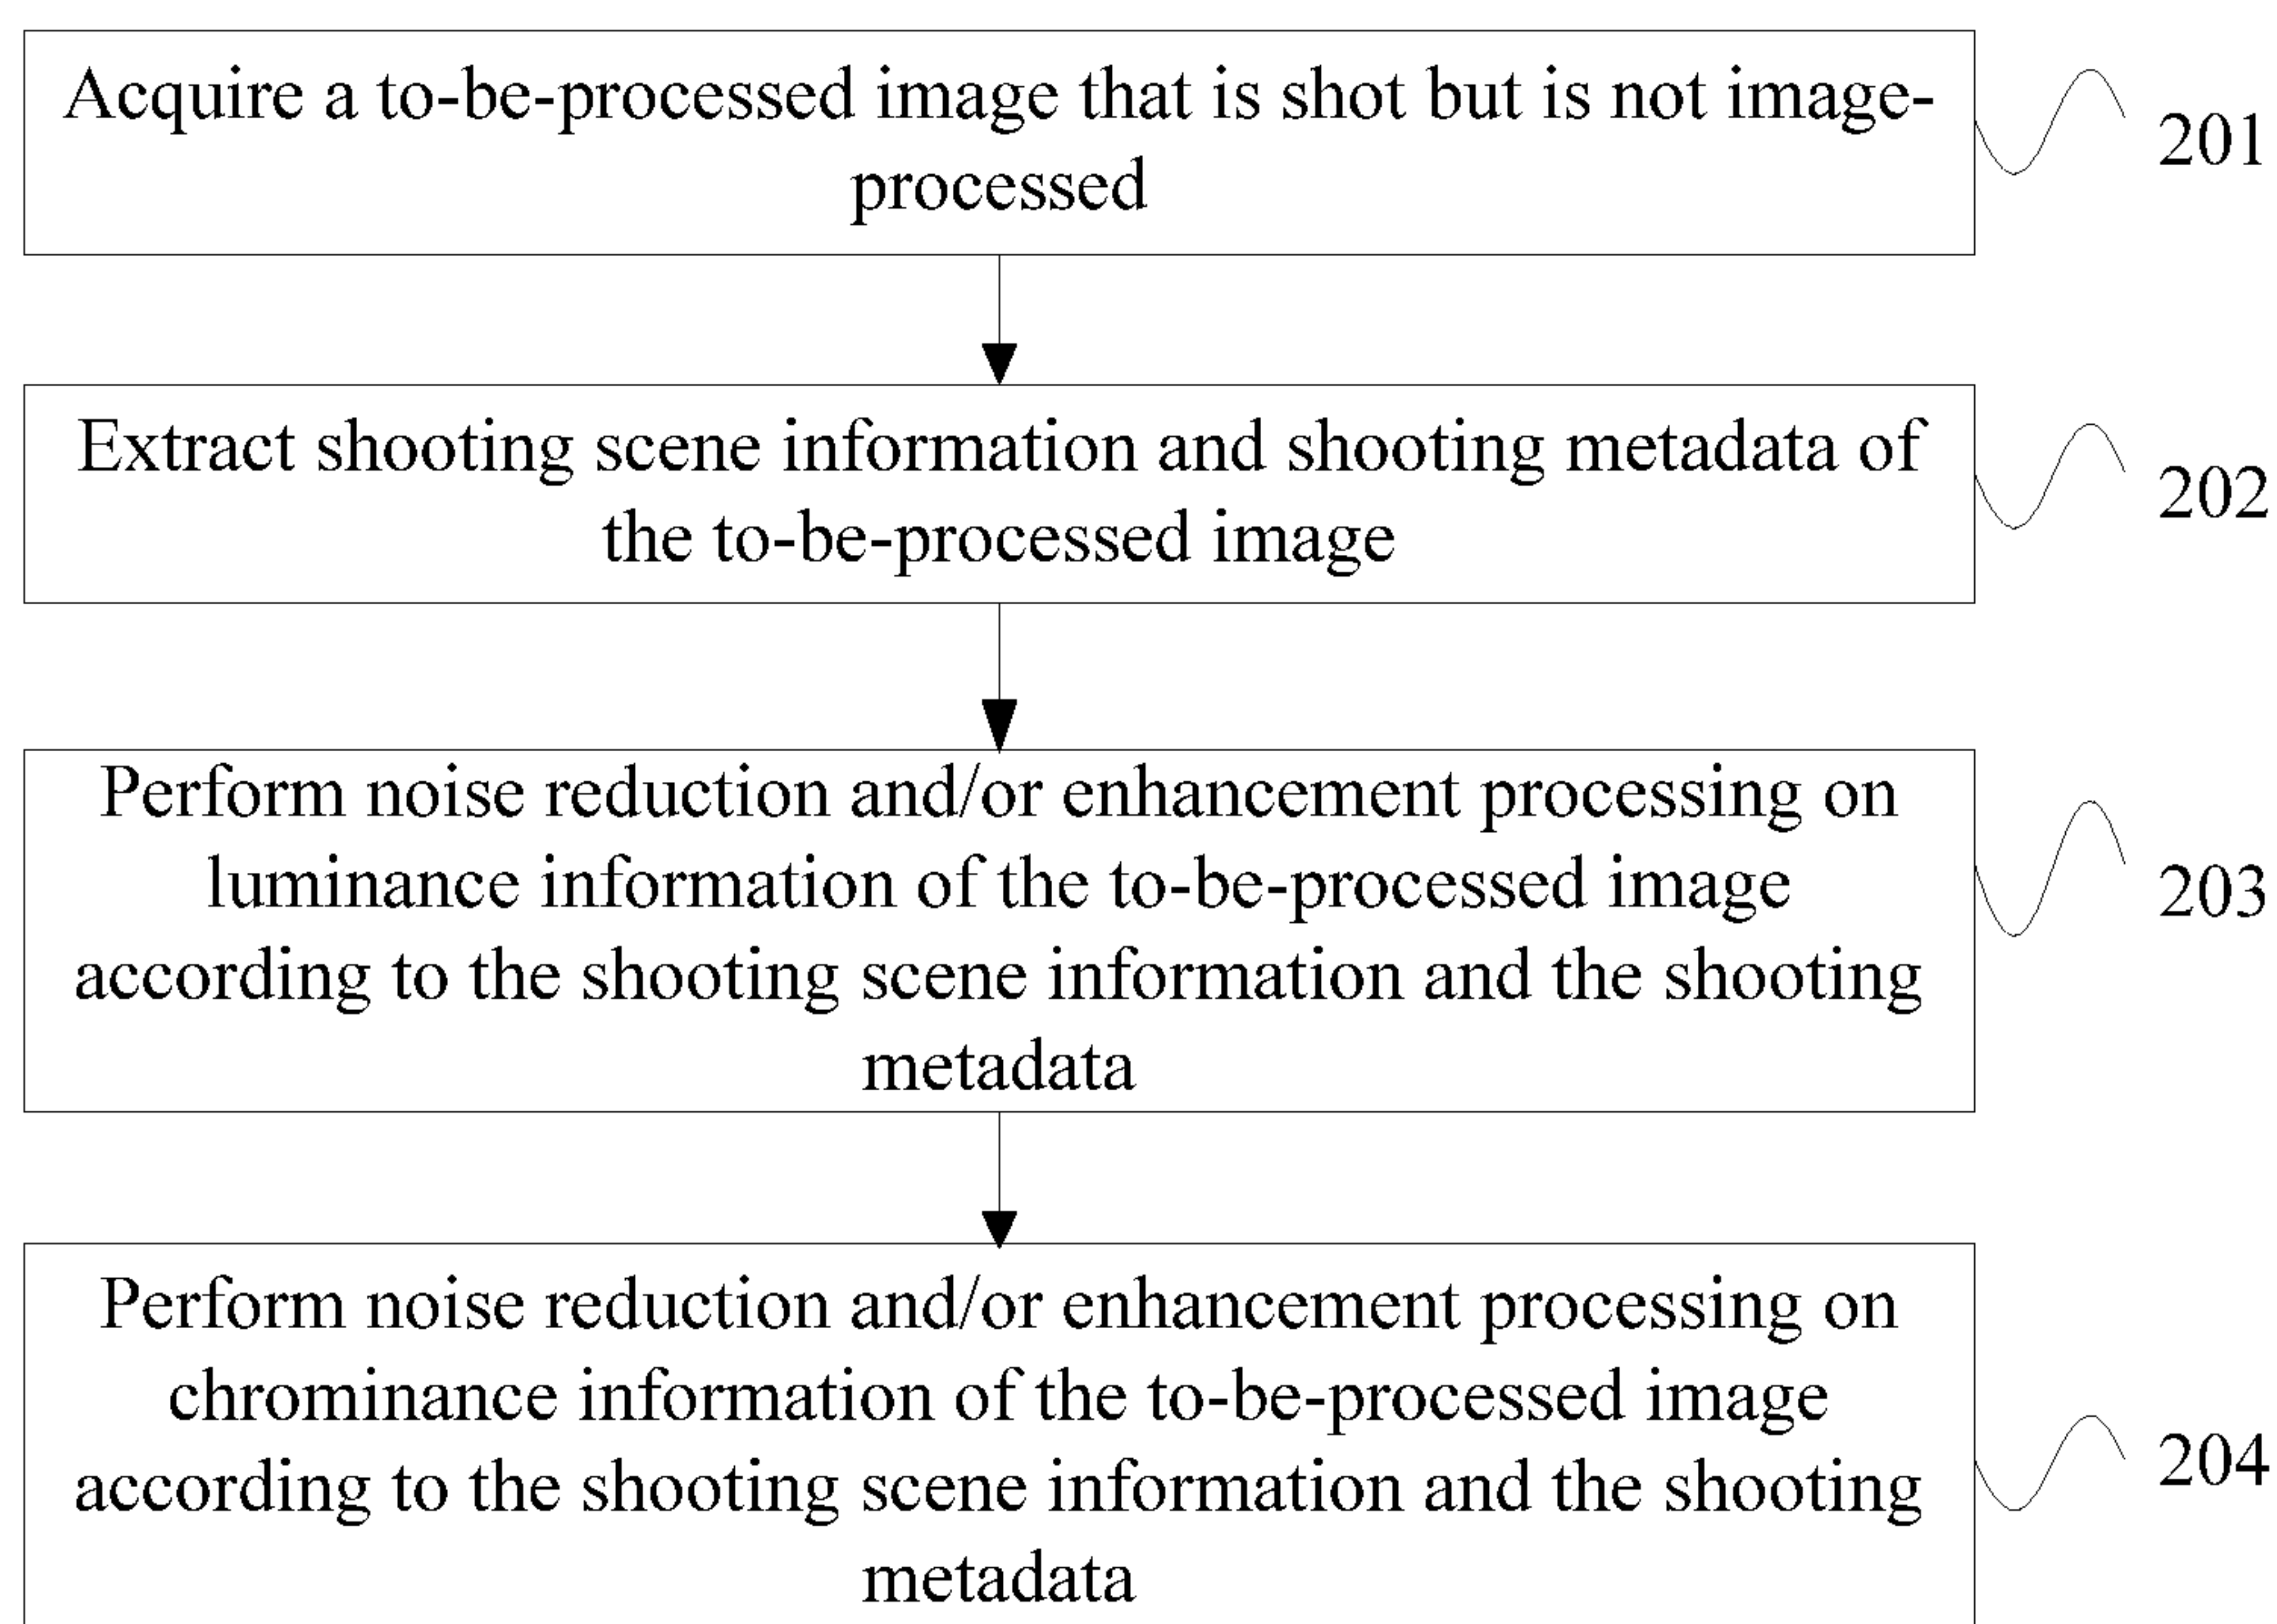 Acquire a to-be-processed image that is shot but is not image-
processed
201
Extract shooting scene information and shooting metadata of
the to-be-processed image
202
Perform noise reduction and/or enhancement processing on
luminance information of the to-be-processed image
according to the shooting scene information and the shooting
metadata
203
Perform noise reduction and/or enhancement processing on
chrominance information of the to-be-processed image
according to the shooting scene information and the shooting
metadata
204